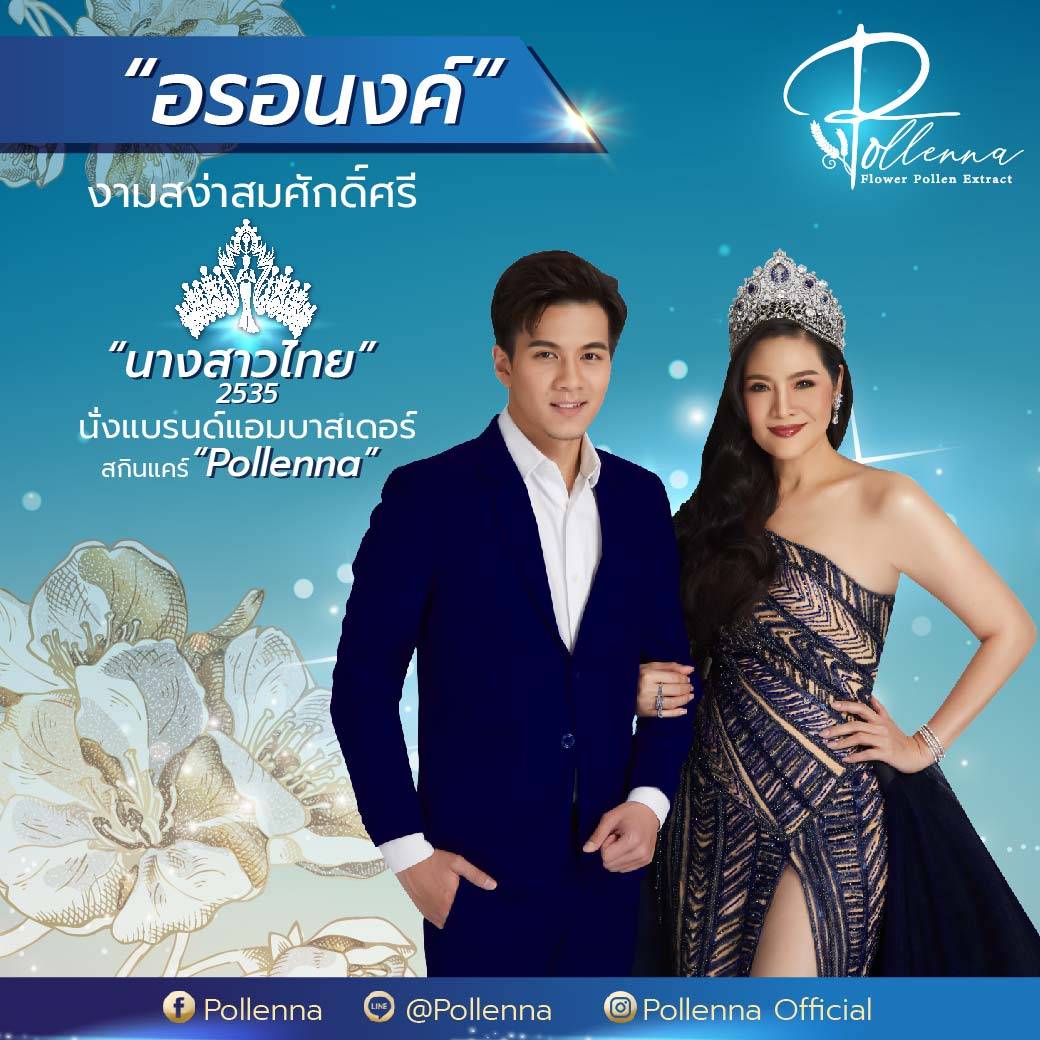 “อรอนงค์”
งามสง่าสมศักดิ์ศรี
“นางสาวไทย”
2535
นั่งแบรนด์แอมบาสเดอร์
สกินแคร์ “Pollenna”
Pollenna
Flower Pollen Extract
Pollenna
LINE @Pollenna
Pollenna Official